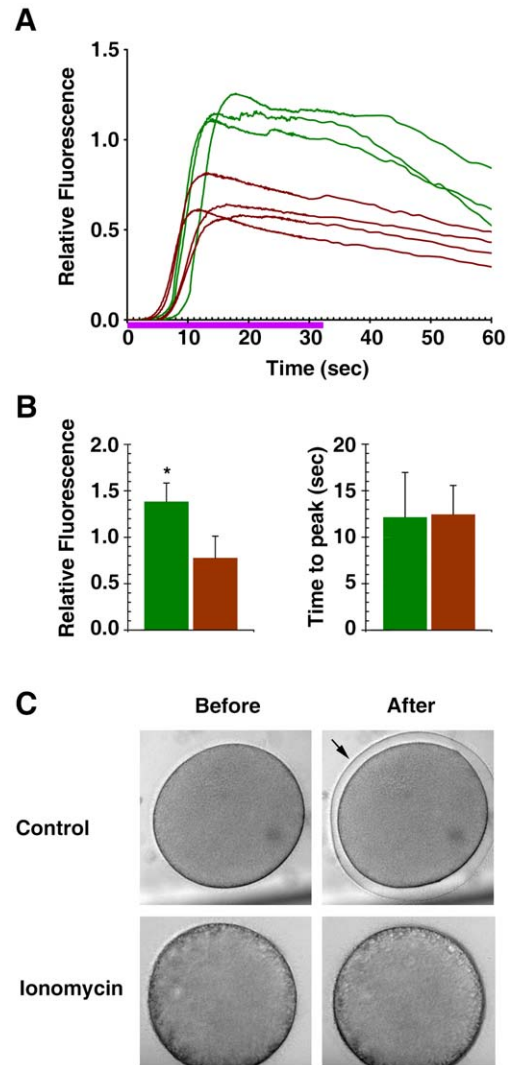 A
Relative Fluorescence
1.5
1.0
0.5
0.0
0 10 20 30 40 50 60
Time (sec)
B
Relative Fluorescence
2.0
1.5
1.0
0.5
0.0
*
Time to peak (sec)
20
15
10
5
0
C
Before After
Control
Ionomycin